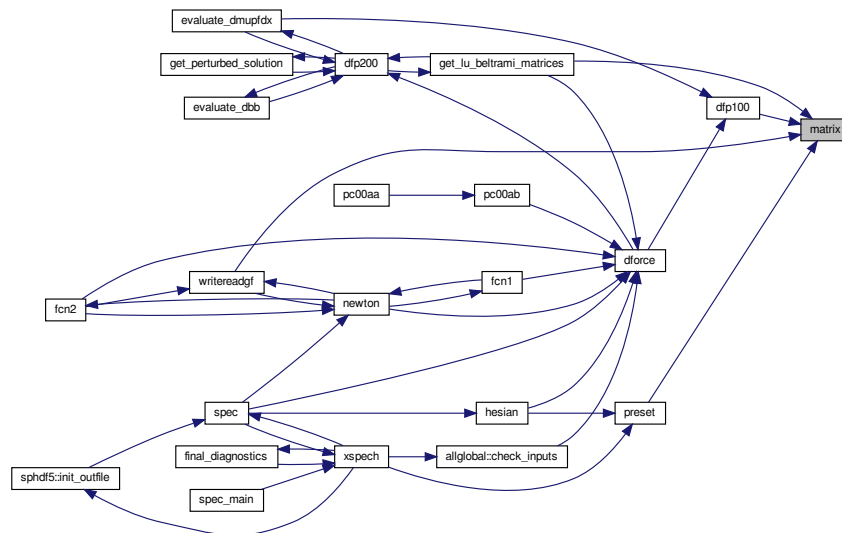 evaluate_dmupfdx
get_perturbed_solution
dfp200
get_lu_beltrami_matrices
evaluate_dbb
dfp100
matrix
pc00aa
pc00ab
dforce
writereadgf
fcn1
fcn2
newton
spec
hesian
preset
final_diagnostics
xspech
allglobal::check_inputs
sphdf5::init_outfile
spec_main